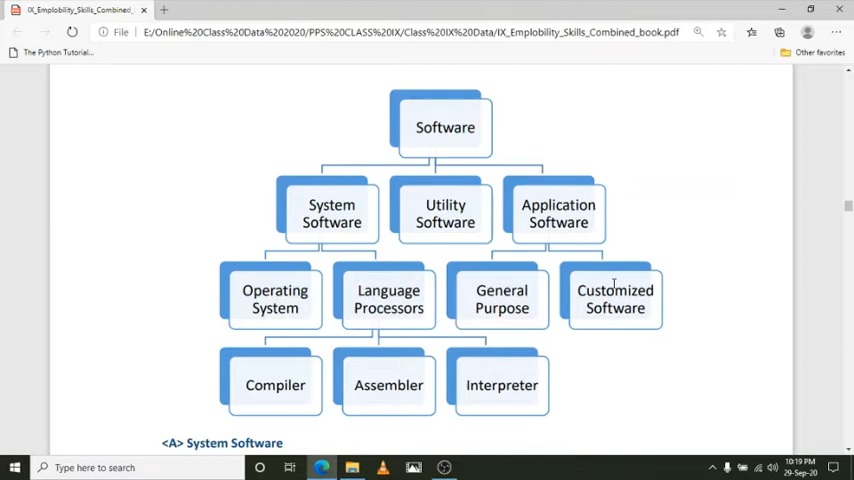 IX_Emplobility_Skills_Combined_b
File
E:/Online%20Class%20Data%202020/PPS%20CLASS%20IX/Class%20IX%20Data/IX_Emplobility_Skills_Combined_book.pdf
The Python Tutorial...
Other favorites
Software
System
Software
Utility
Software
Application
Software
Operating
System
Language
Processors
General
Purpose
Customized
Software
Compiler
Assembler
Interpreter
<A> System Software
Type here to search
10:19 PM
29-Sep-20